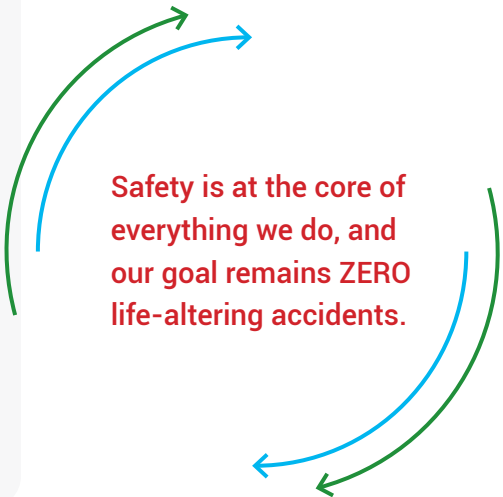 Safety is at the core of
everything we do, and
our goal remains ZERO
life-altering accidents.